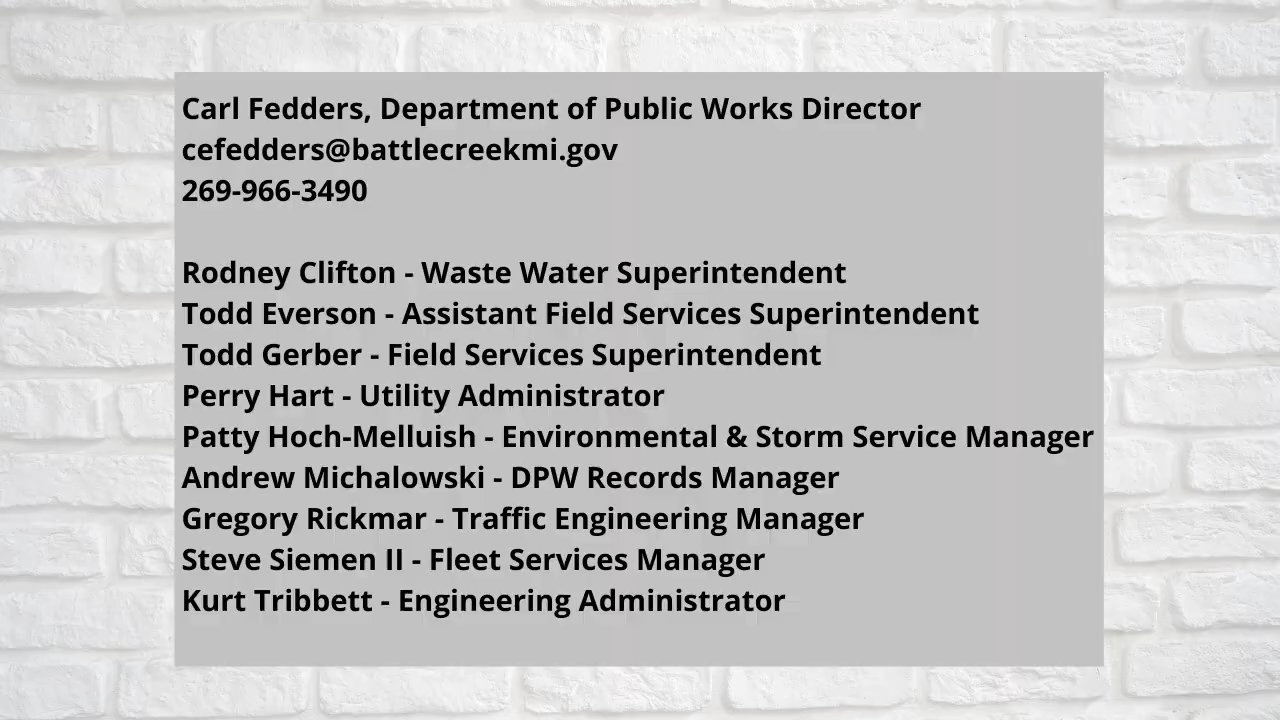 Carl Fedders, Department of Public Works Director
cefedders@battlecreekmi.gov
269-966-3490
Rodney Clifton - Waste Water Superintendent
Todd Everson - Assistant Field Services Superintendent
Todd Gerber - Field Services Superintendent
Perry Hart - Utility Administrator
Patty Hoch-Melluish - Environmental & Storm Service Manager
Andrew Michalowski - DPW Records Manager
Gregory Rickmar - Traffic Engineering Manager
Steve Siemen II - Fleet Services Manager
Kurt Tribbett - Engineering Administrator